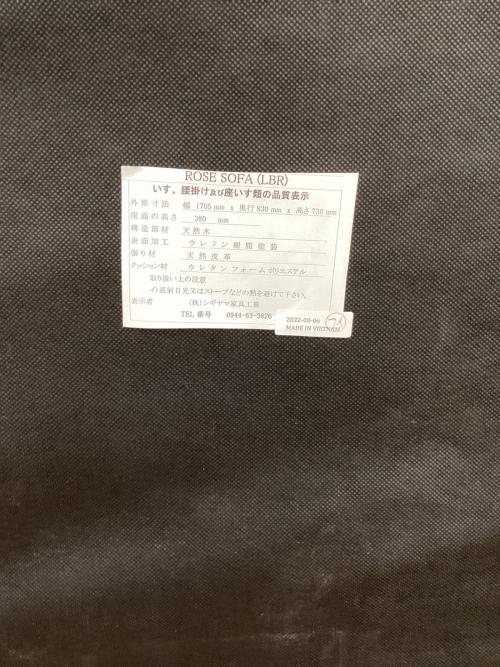 ROSE SOFA (LBR)
いす、腰掛け及び座いす類の品質表示
外形寸法 幅 1705 mm x 奥行 830 mm x 高さ 730 mm
座面の高さ 380 mm
構造部材 天然木
表面加工 ウレクン樹脂塗装
張り材 天然皮革
クッション材 ウレタンフォームポリエステル
取り扱い上の注意
イ)直射日光又はストーブなどの熱を避けて下さい。
表示者 (株)シギヤマ家具工業
TEL 番号 0944-63-3826
2022-08-06
MADE IN VIETNAM